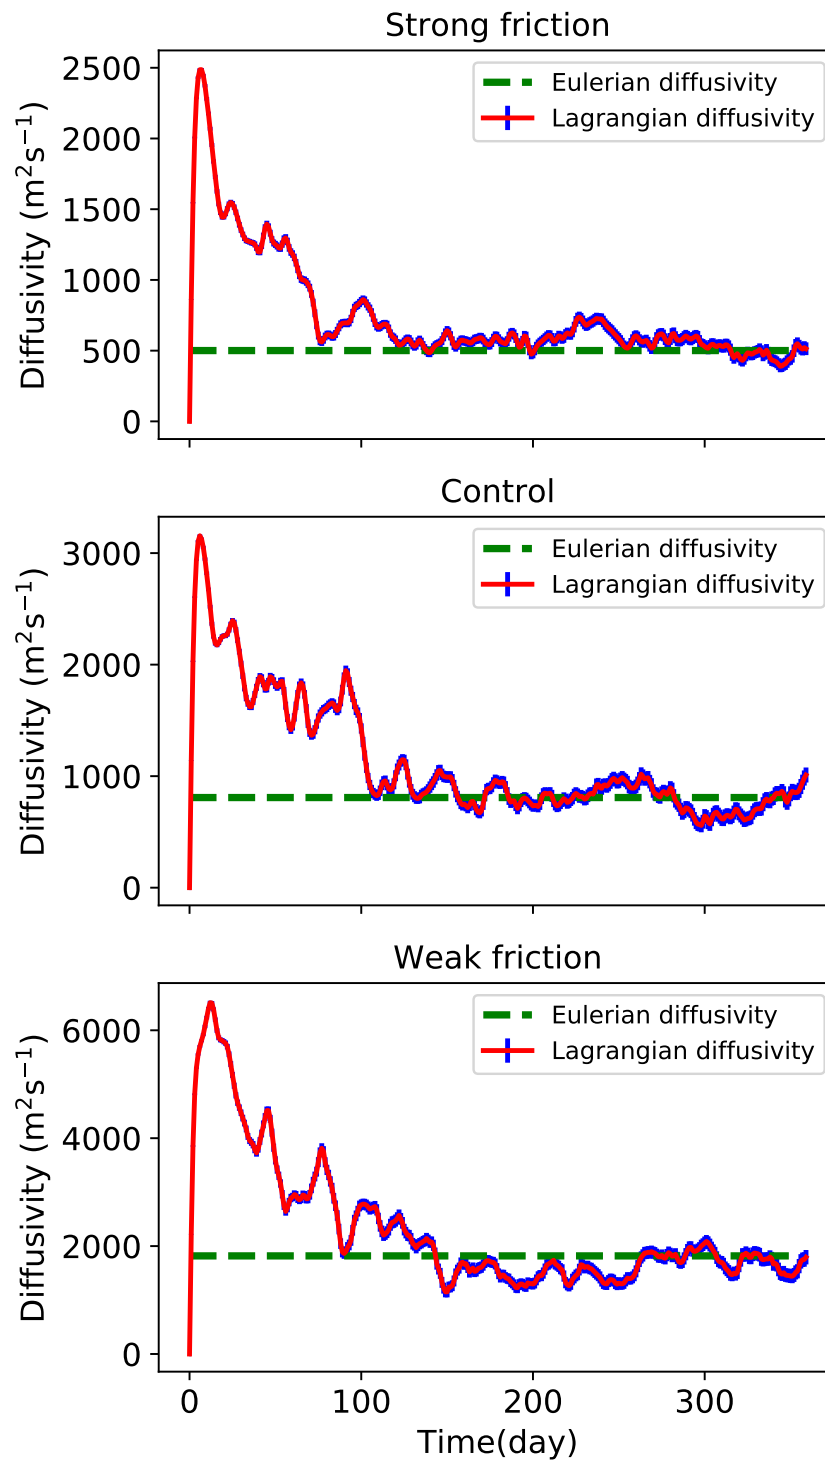 Strong friction
Diffusivity (m²s⁻¹)
2500
2000
1500
1000
500
0
Eulerian diffusivity
Lagrangian diffusivity
Control
Diffusivity (m²s⁻¹)
3000
2000
1000
0
Eulerian diffusivity
Lagrangian diffusivity
Weak friction
Diffusivity (m²s⁻¹)
6000
4000
2000
0
Eulerian diffusivity
Lagrangian diffusivity
0 100 200 300
Time(day)